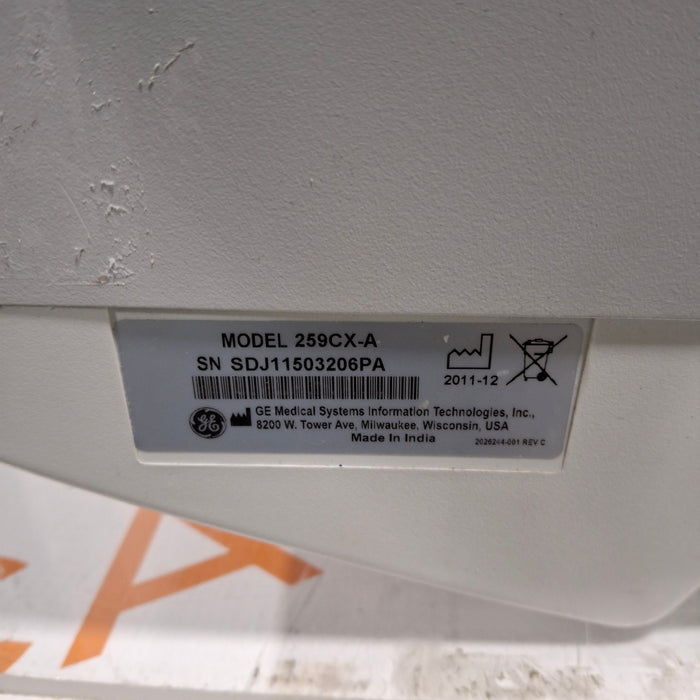 MODEL 259CX-A
SN SDJ11503206PA
2011-12
GE
GE Medical Systems Information Technologies, Inc.,
8200 W. Tower Ave, Milwaukee, Wisconsin, USA
Made In India
2026244-001 REV C
A